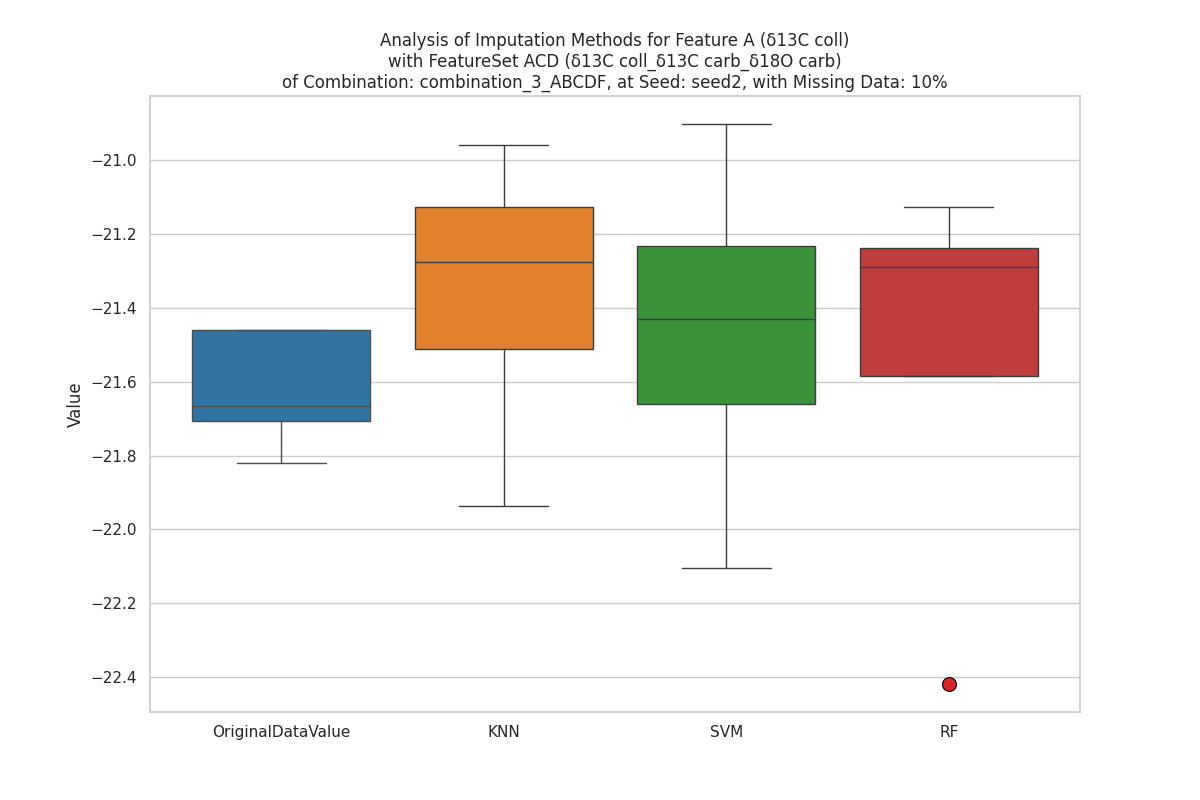 Analysis of Imputation Methods for Feature A (δ13C coll)
with FeatureSet ACD (δ13C coll_δ13C carb_δ18O carb)
of Combination: combination_3_ABCDF, at Seed: seed2, with Missing Data: 10%
−21.0
−21.2
−21.4
−21.6
−21.8
−22.0
−22.2
−22.4
Value
OriginalDataValue
KNN
SVM
RF